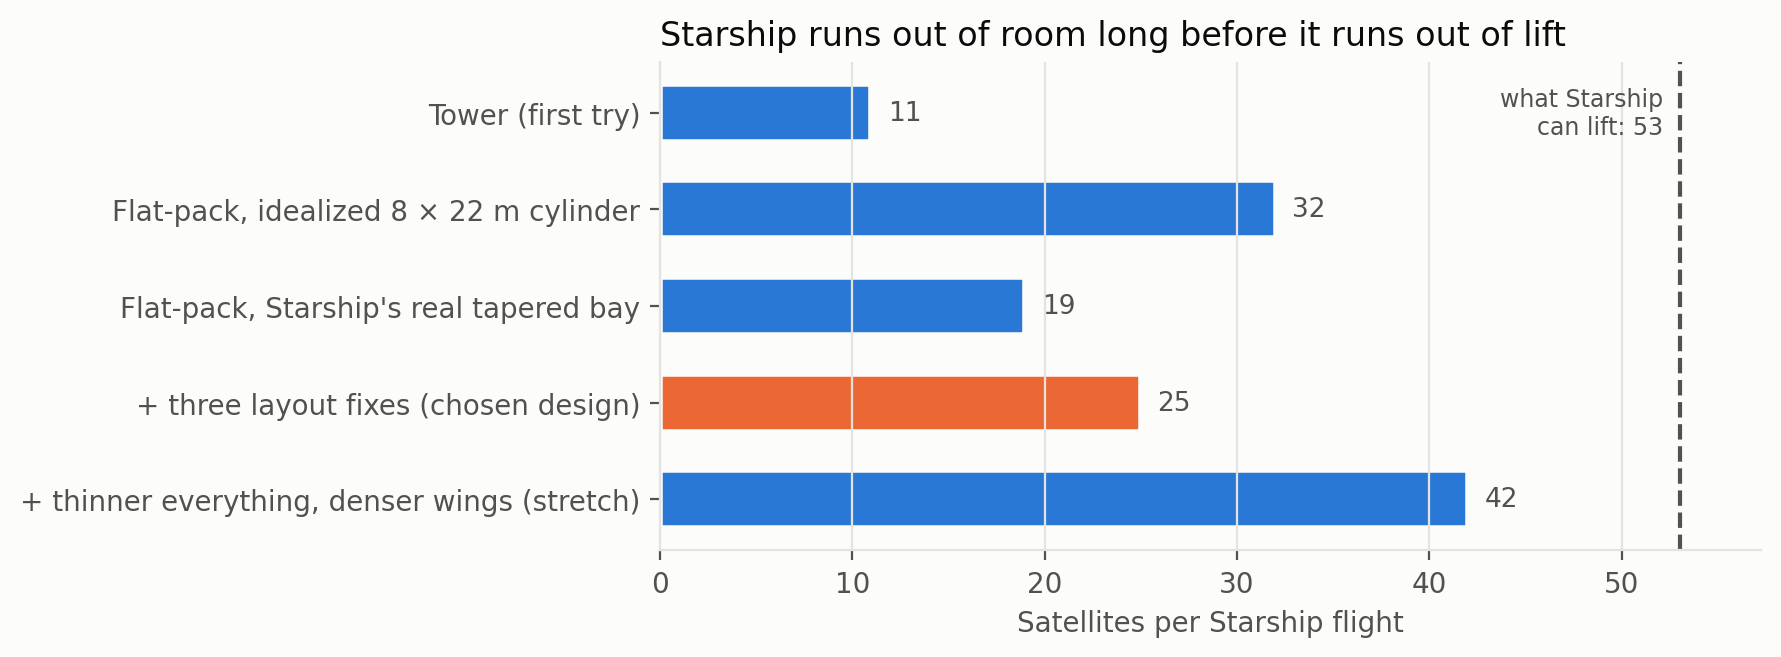 Starship runs out of room long before it runs out of lift
what Starship
can lift: 53
Tower (first try)
11
Flat-pack, idealized 8 × 22 m cylinder
32
Flat-pack, Starship's real tapered bay
19
+ three layout fixes (chosen design)
25
+ thinner everything, denser wings (stretch)
42
0 10 20 30 40 50
Satellites per Starship flight